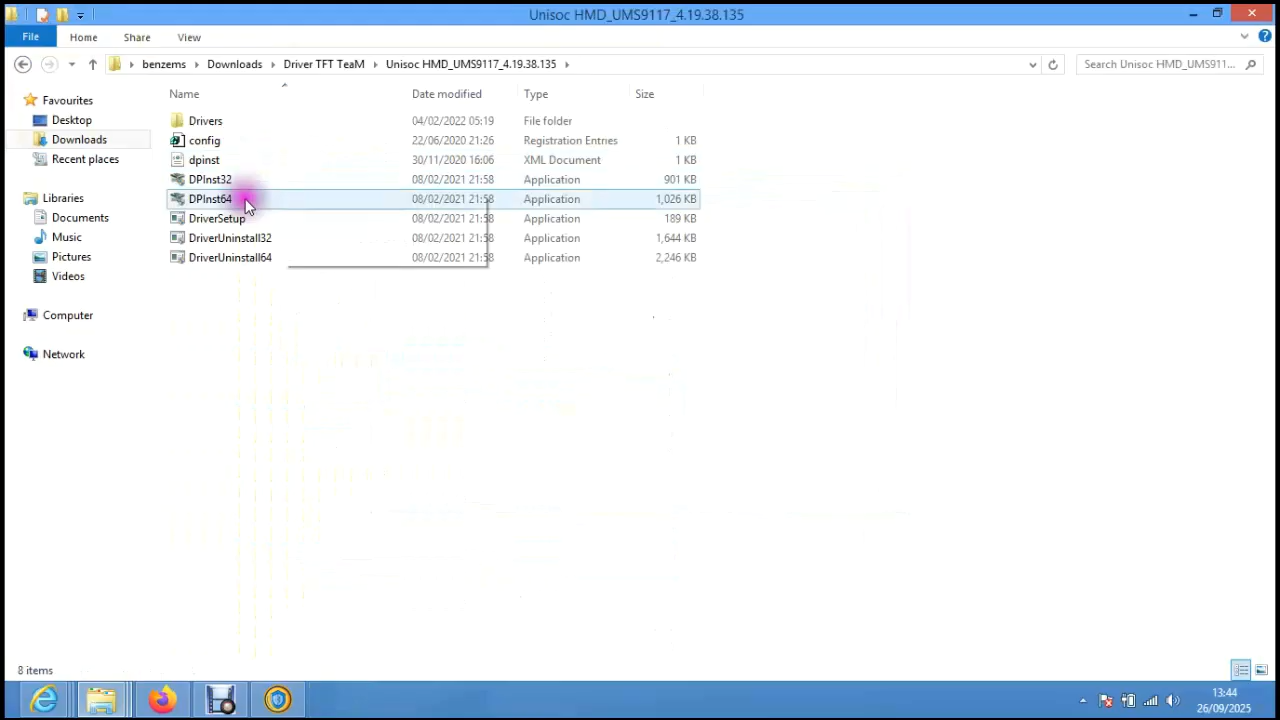 Unisoc HMD_UMS9117_4.19.38.135
File Home Share View
benzems Downloads Driver TFT TeaM Unisoc HMD_UMS9117_4.19.38.135 Search Unisoc HMD_UMS911...
Favourites
Desktop
Downloads
Recent places
Libraries
Documents
Music
Pictures
Videos
Computer
Network
Name Date modified Type Size
Drivers 04/02/2022 05:19 File folder
config 22/06/2020 21:26 Registration Entries 1 KB
dpinst 30/11/2020 16:06 XML Document 1 KB
DPInst32 08/02/2021 21:58 Application 901 KB
DPInst64 08/02/2021 21:58 Application 1,026 KB
DriverSetup 08/02/2021 21:58 Application 189 KB
DriverUninstall32 08/02/2021 21:58 Application 1,644 KB
DriverUninstall64 08/02/2021 21:58 Application 2,246 KB
8 items
13:44
26/09/2025